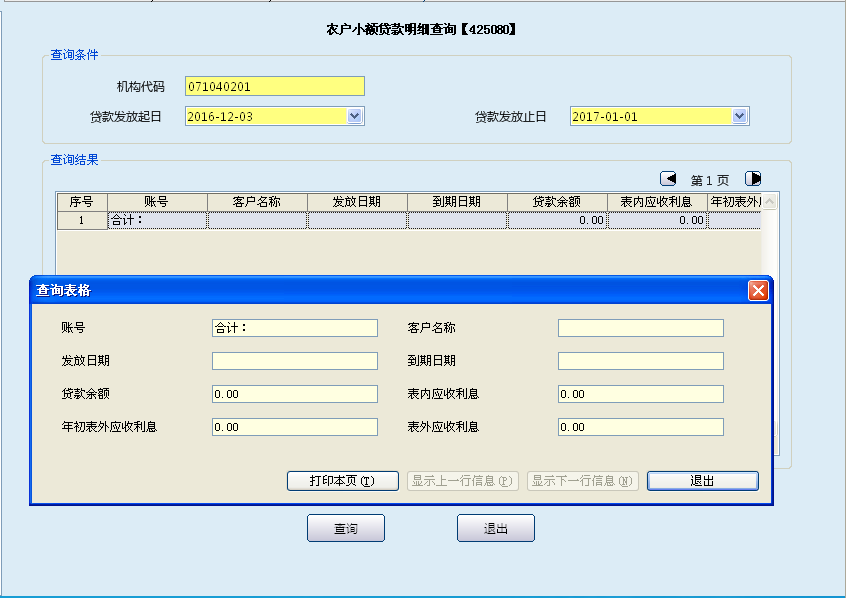 农户小额贷款明细查询【425080】
查询条件
机构代码 071040201
贷款发放起日 2016-12-03 贷款发放止日 2017-01-01
查询结果
第 1 页
序号 账号 客户名称 发放日期 到期日期 贷款余额 表内应收利息 年初表外
1 合计： 0.00 0.00
查询表格
账号 合计： 客户名称
发放日期 到期日期
贷款余额 0.00 表内应收利息 0.00
年初表外应收利息 0.00 表外应收利息 0.00
打印本页(T) 显示上一行信息(P) 显示下一行信息(N) 退出
查询 退出